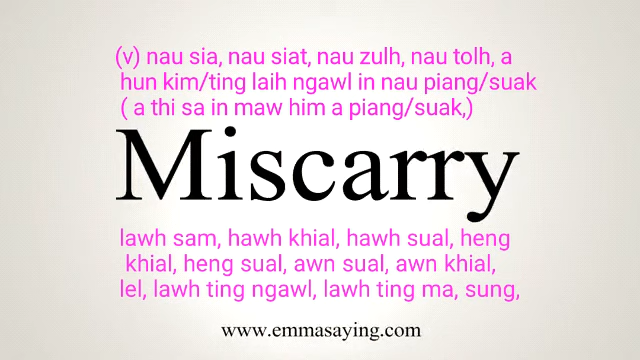 (v) nau sia, nau siat, nau zulh, nau tolh, a
hun kim/ting laih ngawl in nau piang/suak
( a thi sa in maw him a piang/suak,)
Miscarry
lawh sam, hawh khial, hawh sual, heng
khial, heng sual, awn sual, awn khial,
lel, lawh ting ngawl, lawh ting ma, sung,
www.emmasaying.com